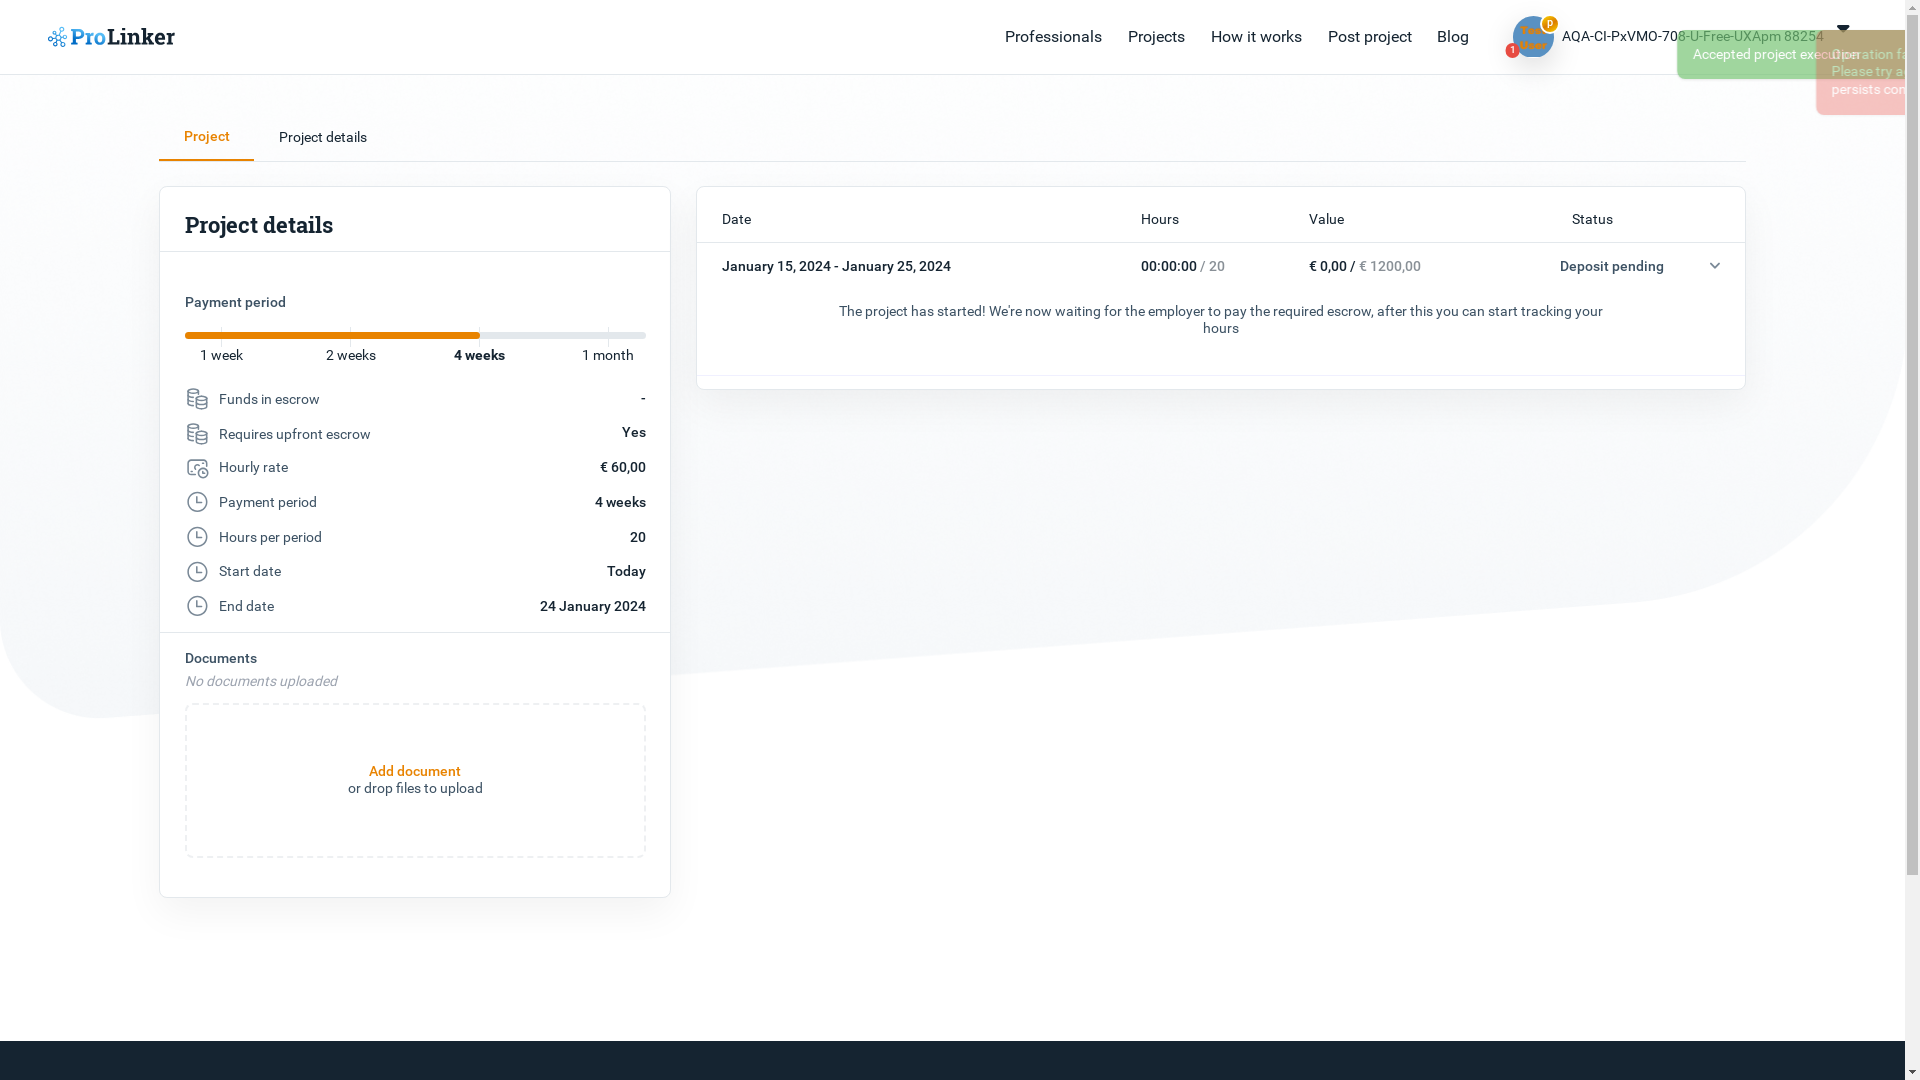 ProLinker
Professionals
Projects
How it works
Post project
Blog
p
Test
User
1
AQA-CI-PxVMO-708-U-Free-UXApm 88254
Accepted project execution
Operation fa
Please try a
persists con
Project
Project details
Project details
Payment period
1 week
2 weeks
4 weeks
1 month
Funds in escrow
-
Requires upfront escrow
Yes
Hourly rate
€ 60,00
Payment period
4 weeks
Hours per period
20
Start date
Today
End date
24 January 2024
Documents
No documents uploaded
Add document
or drop files to upload
Date
Hours
Value
Status
January 15, 2024 - January 25, 2024
00:00:00 / 20
€ 0,00 / € 1200,00
Deposit pending
The project has started! We're now waiting for the employer to pay the required escrow, after this you can start tracking your
hours